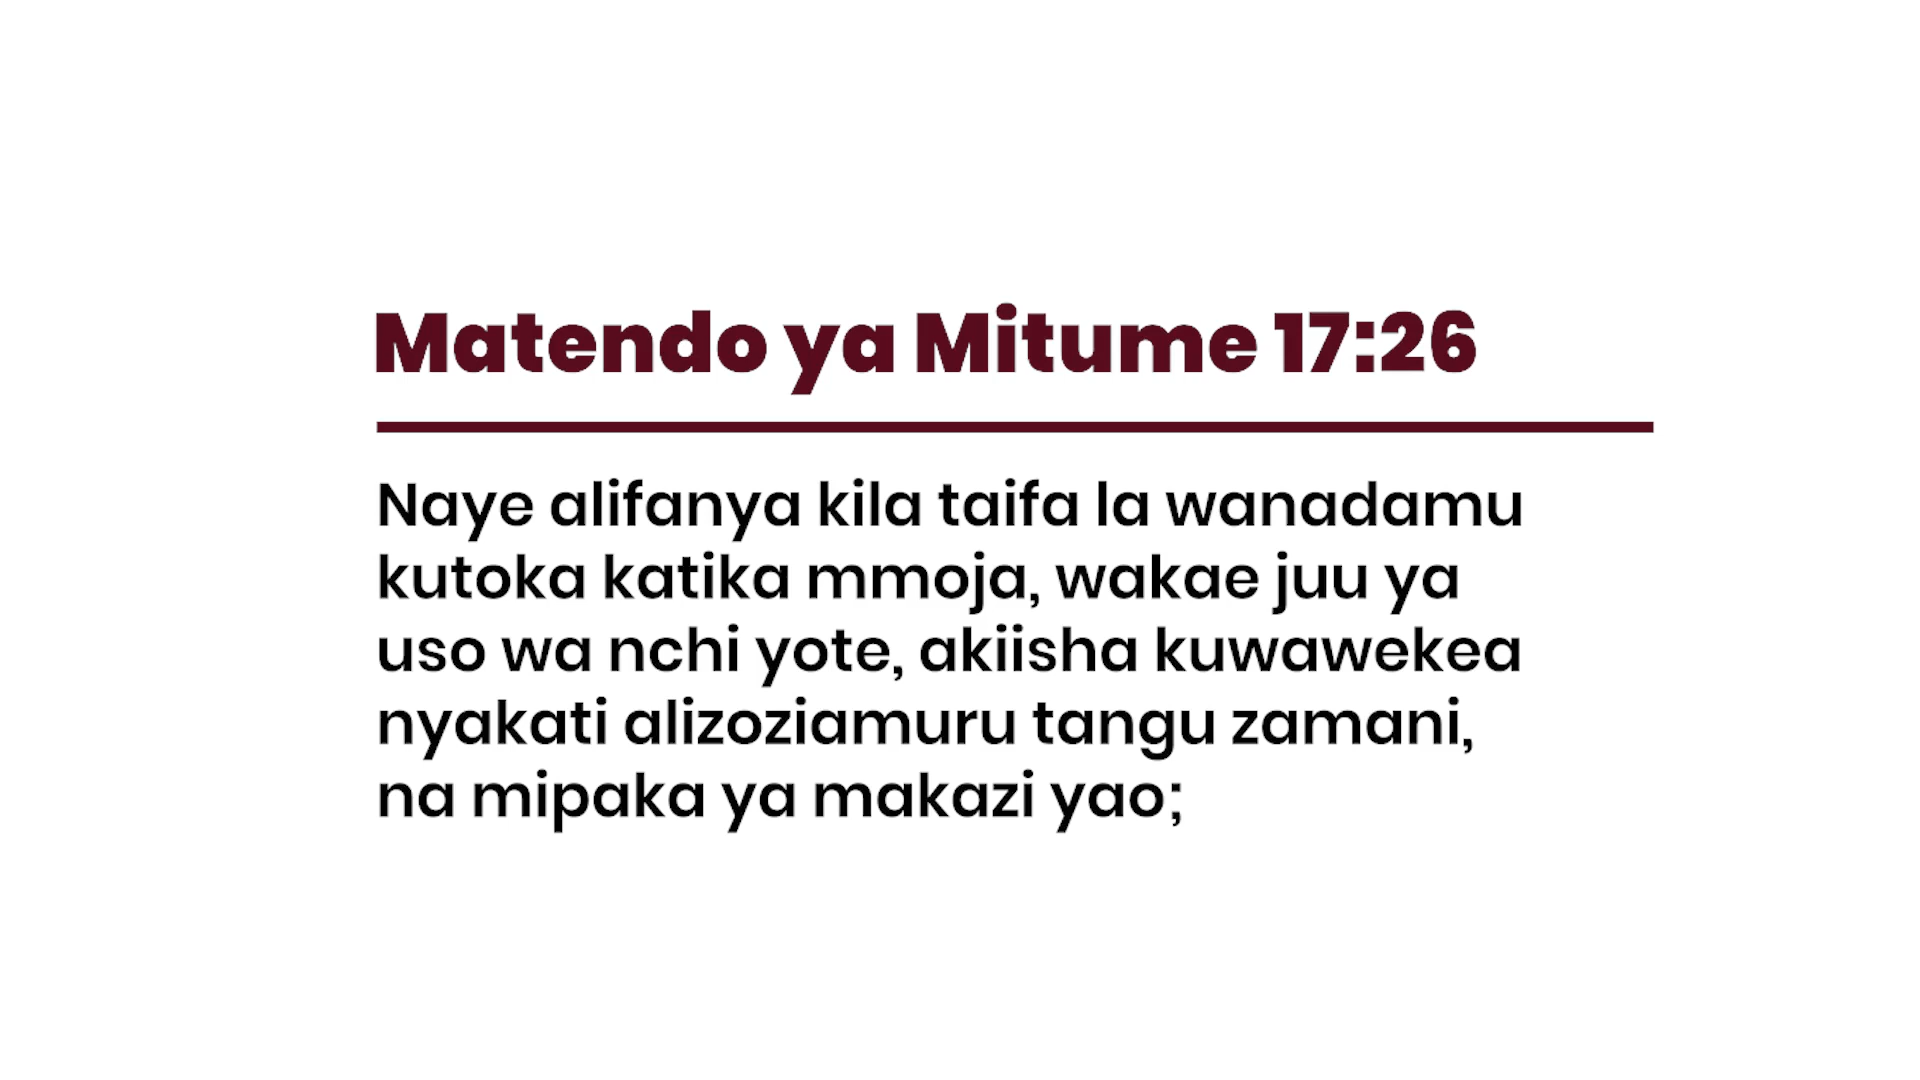 Matendo ya Mitume 17:26
Naye alifanya kila taifa la wanadamu
kutoka katika mmoja, wakae juu ya
uso wa nchi yote, akiisha kuwawekea
nyakati alizoziamuru tangu zamani,
na mipaka ya makazi yao;